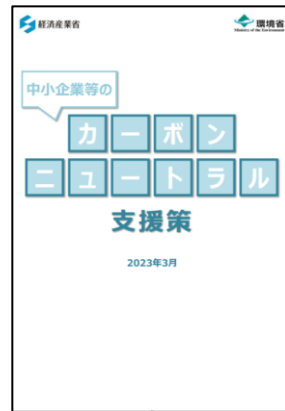 経済産業省
環境省
Ministry of the Environment
中小企業等の
カーボン
ニュートラル
支援策
2023年3月